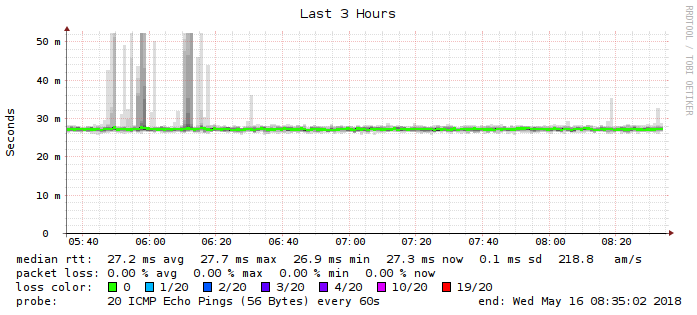 Last 3 Hours
RRDTOOL / TOBI OETIKER
Seconds
50 m
40 m
30 m
20 m
10 m
0
05:40 06:00 06:20 06:40 07:00 07:20 07:40 08:00 08:20
median rtt: 27.2 ms avg 27.7 ms max 26.9 ms min 27.3 ms now 0.1 ms sd 218.8 am/s
packet loss: 0.00 % avg 0.00 % max 0.00 % min 0.00 % now
loss color: 0 1/20 2/20 3/20 4/20 10/20 19/20
probe: 20 ICMP Echo Pings (56 Bytes) every 60s end: Wed May 16 08:35:02 2018